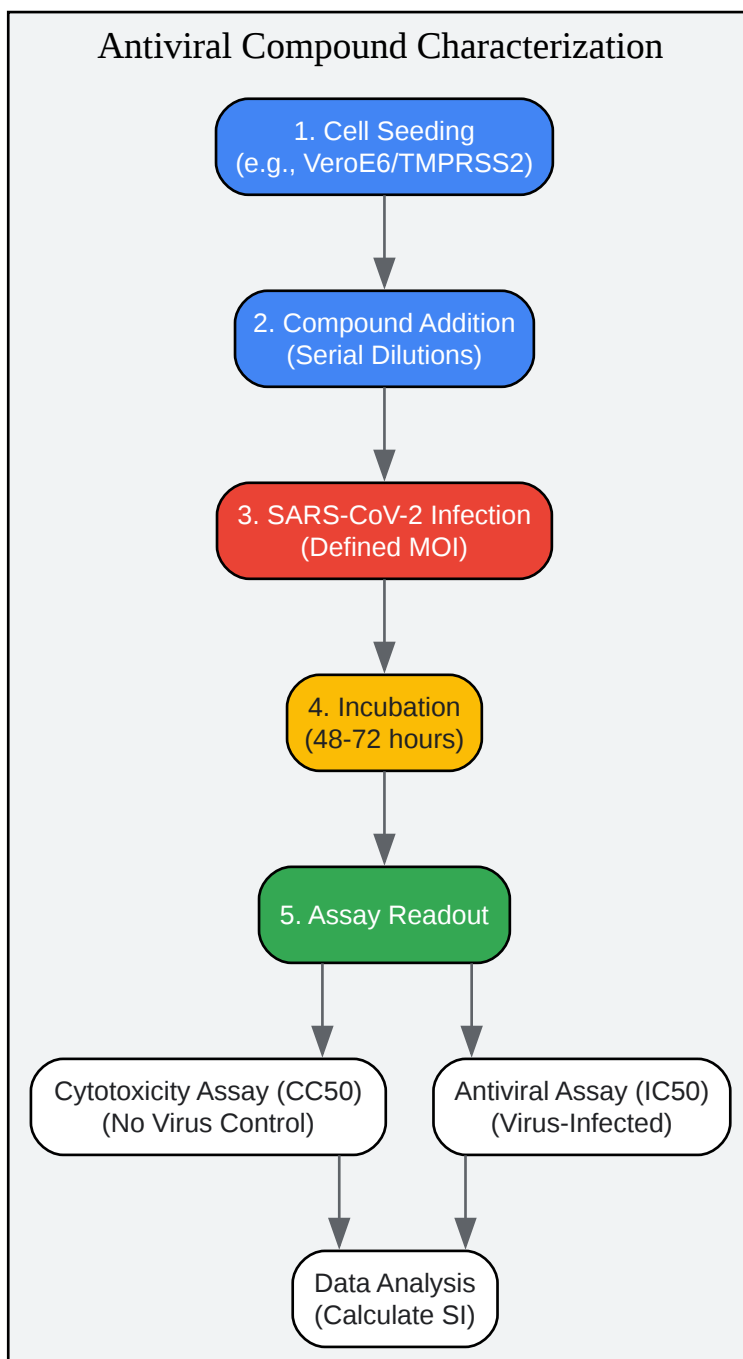 Antiviral Compound Characterization
1. Cell Seeding
(e.g., VeroE6/TMPRSS2)
2. Compound Addition
(Serial Dilutions)
3. SARS-CoV-2 Infection
(Defined MOI)
4. Incubation
(48-72 hours)
5. Assay Readout
Cytotoxicity Assay (CC50)
(No Virus Control)
Antiviral Assay (IC50)
(Virus-Infected)
Data Analysis
(Calculate SI)